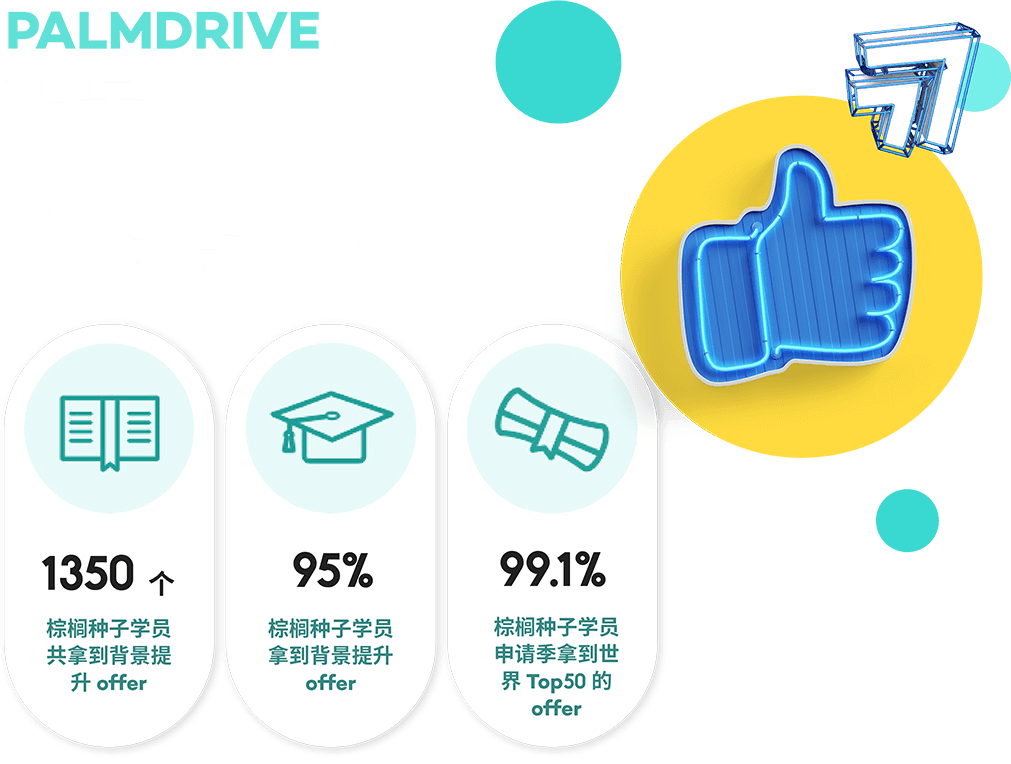 PALMDRIVE
1350 个
棕榈种子学员
共拿到背景提
升 offer
95%
棕榈种子学员
拿到背景提升
offer
99.1%
棕榈种子学员
申请季拿到世
界 Top50 的
offer